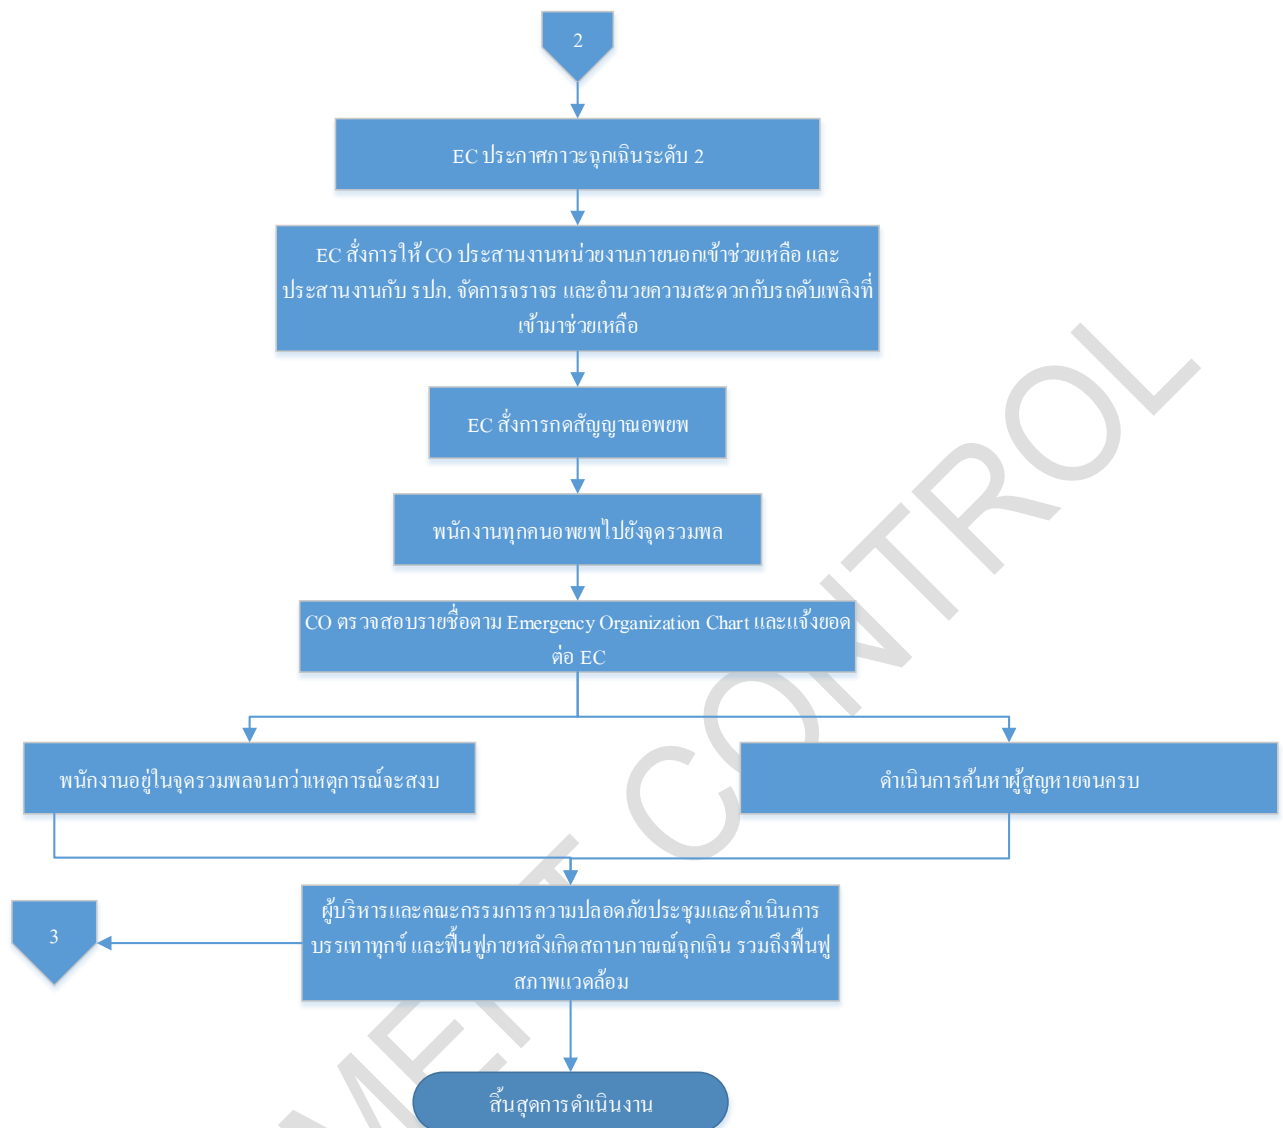 2
EC ประกาศภาวะฉุกเฉินระดับ 2
EC สั่งการให้ CO ประสานงานหน่วยงานภายนอกเข้าช่วยเหลือ และ
ประสานงานกับ รปภ. จัดการจราจร และอำนวยความสะดวกกับรถดับเพลิงที่
เข้ามาช่วยเหลือ
EC สั่งการกดสัญญาณอพยพ
พนักงานทุกคนอพยพไปยังจุดรวมพล
CO ตรวจสอบรายชื่อตาม Emergency Organization Chart และแจ้งยอด
ต่อ EC
พนักงานอยู่ในจุดรวมพลจนกว่าเหตุการณ์จะสงบ
ดำเนินการค้นหาผู้สูญหายจนครบ
ผู้บริหารและคณะกรรมการความปลอดภัยประชุมและดำเนินการ
บรรเทาทุกข์ และฟื้นฟูภายหลังเกิดสถานกาณณ์ฉุกเฉิน รวมถึงฟื้นฟู
สภาพแวดล้อม
3
สิ้นสุดการดำเนินงาน
MENT CONTROL